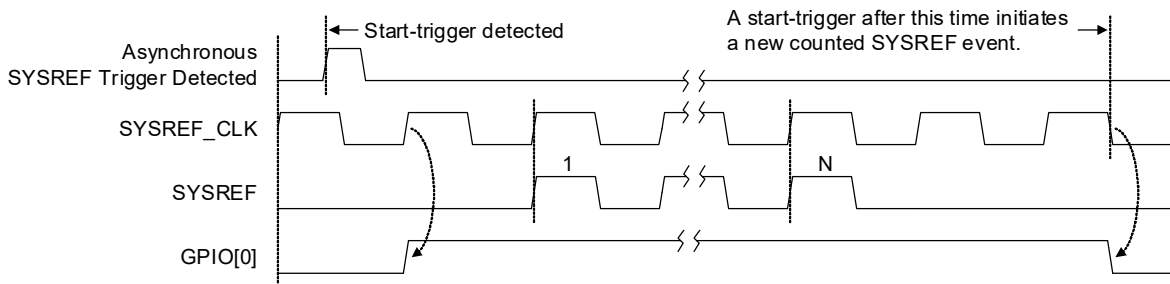 Start-trigger detected
A start-trigger after this time initiates
a new counted SYSREF event.
Asynchronous
SYSREF Trigger Detected
SYSREF_CLK
SYSREF
1
N
GPIO[0]